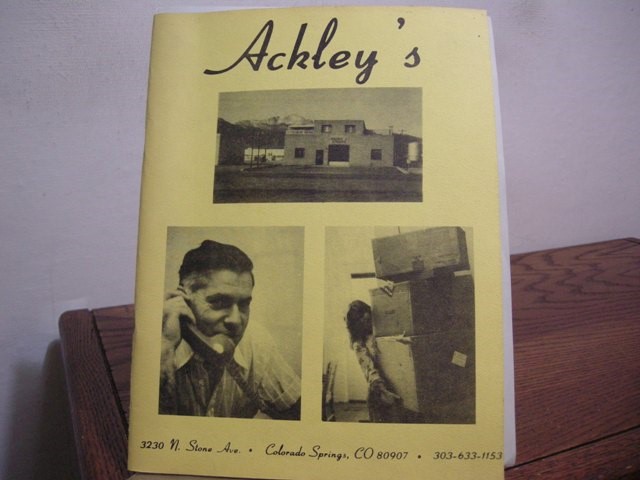 Ackley's
3230 N. Stone Ave. • Colorado Springs, CO 80907 • 303-633-1153